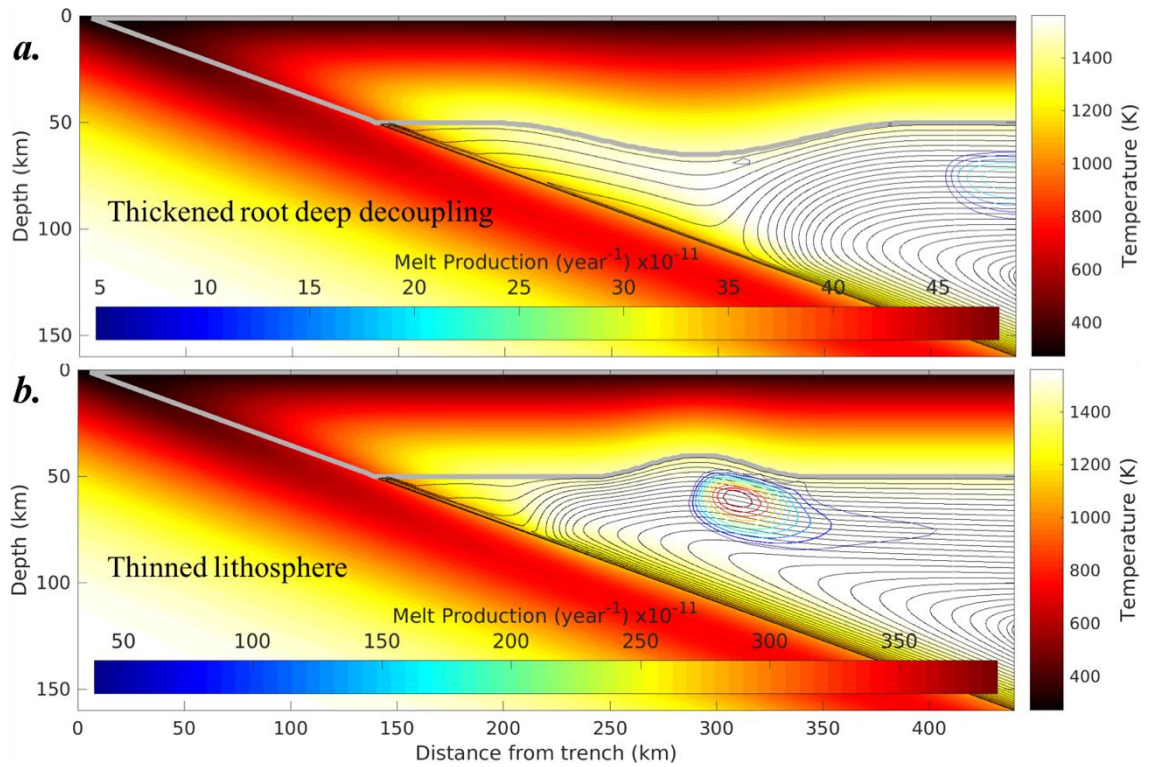 a.
0
50
100
150
Depth (km)
Thickened root deep decoupling
Melt Production (year-1) x10-11
5 10 15 20 25 30 35 40 45
1400
1200
1000
800
600
400
Temperature (K)
b.
0
50
100
150
Depth (km)
Thinned lithosphere
Melt Production (year-1) x10-11
50 100 150 200 250 300 350
0 50 100 150 200 250 300 350 400
Distance from trench (km)
1400
1200
1000
800
600
400
Temperature (K)